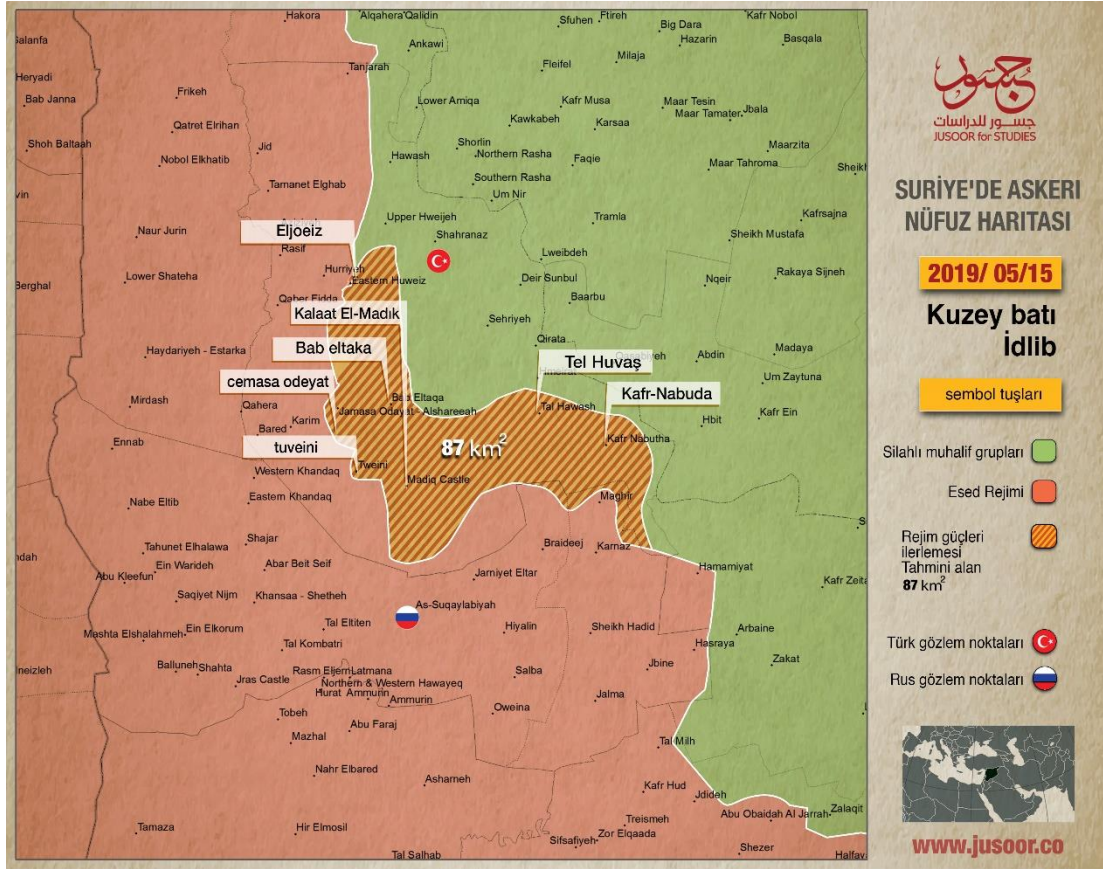 Hakora
Alqahera
Qalidin
Sfuhen
Ftireh
Kafr Nobol
Big Dara
Hazarin
Basqala
Salanfa
Ankawi
Milaja
Fleifel
Tanjarah
Heryadi
Bab Janna
Frikeh
Lower Amiqa
Kafr Musa
Maar Tesin
Jbala
Maar Tamater
Kawkabeh
Karsaa
Qatret Elrihan
Shoh Baltaah
Nobol Elkhatib
Jid
Hawash
Shorlin
Northern Rasha
Faqie
Maarzita
Maar Tahroma
Tamanet Elghab
Southern Rasha
Um Nir
Upper Hweijeh
Tramla
Kafrsajna
Naur Jurin
Shahranaz
Sheikh Mustafa
Eljoeiz
Rasif
Lweibdeh
Hurriyeh
Eastern Huweiz
Deir Sunbul
Nqeir
Rakaya Sijneh
Lower Shateha
Berghal
Baarbu
Kalaat El-Madık
Sehriyeh
Qirata
Bab eltaka
Haydariyeh - Estarka
Tel Huvaş
Abdin
Madaya
cemasa odeyat
Kafr-Nabuda
Um Zaytuna
Mirdash
Qahera
Jamasa Odayat - Alshareeah
Bab Eltaqa
Tal Hawash
Kafr Ein
Hbit
Karim
Bared
Ennab
tuveini
87 km²
Kafr Nabutha
Western Khandaq
Tweini
Madiq Castle
Nabe Eltib
Eastern Khandaq
Maghir
Shajar
Braideej
Karnaz
Tahunet Elhalawa
Ein Warideh
Abar Beit Seif
Hamamiyat
Abu Kleefun
Jarniyet Eltar
Saqiyet Nijm
Khansaa - Shetheh
As-Suqaylabiyah
Mashta Elshalahmeh
Ein Elkorum
Tal Eltiten
Hiyalin
Sheikh Hadid
Arbaine
Tal Kombatri
Hasraya
Balluneh
Shahta
Zakat
Jras Castle
Rasm Eljern
Latmana
Salba
Jbine
Northern & Western Hawayeq
Hurat Ammurin
Ammurin
Jalma
Tobeh
Oweina
Abu Faraj
Mazhal
Tal Milh
Nahr Elbared
Asharneh
Kafr Hud
Jdideh
Abu Obaidah Al Jarrah
Zalaqit
Tamaza
Hir Elmosil
Treismeh
Sifsafiyeh
Zor Elqaada
Tal Salhab
Shezer
جسور
جسور للدراسات
JUSOOR for STUDIES
SURİYE'DE ASKERI
NÜFUZ HARITASI
2019/ 05/15
Kuzey batı
İdlib
sembol tuşları
Silahlı muhalif grupları
Esed Rejimi
Rejim güçleri
ilerlemesi
Tahmini alan
87 km²
Türk gözlem noktaları
Rus gözlem noktaları
www.jusoor.co